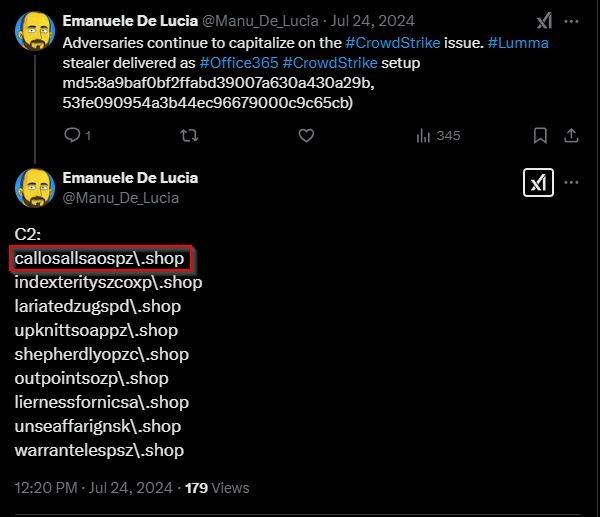 Emanuele De Lucia @Manu_De_Lucia · Jul 24, 2024
Adversaries continue to capitalize on the #CrowdStrike issue. #Lumma
stealer delivered as #Office365 #CrowdStrike setup
md5:8a9baf0bf2ffabd39007a630a430a29b,
53fe090954a3b44ec96679000c9c65cb)
1
345
Emanuele De Lucia
@Manu_De_Lucia
C2:
callosallsaospz\.shop
indexterityszcoxp\.shop
lariatedzugspd\.shop
upknittsoappz\.shop
shepherdlyopzc\.shop
outpointsozp\.shop
liernessfornicsa\.shop
unseaffarignsk\.shop
warrantelespsz\.shop
12:20 PM · Jul 24, 2024 · 179 Views